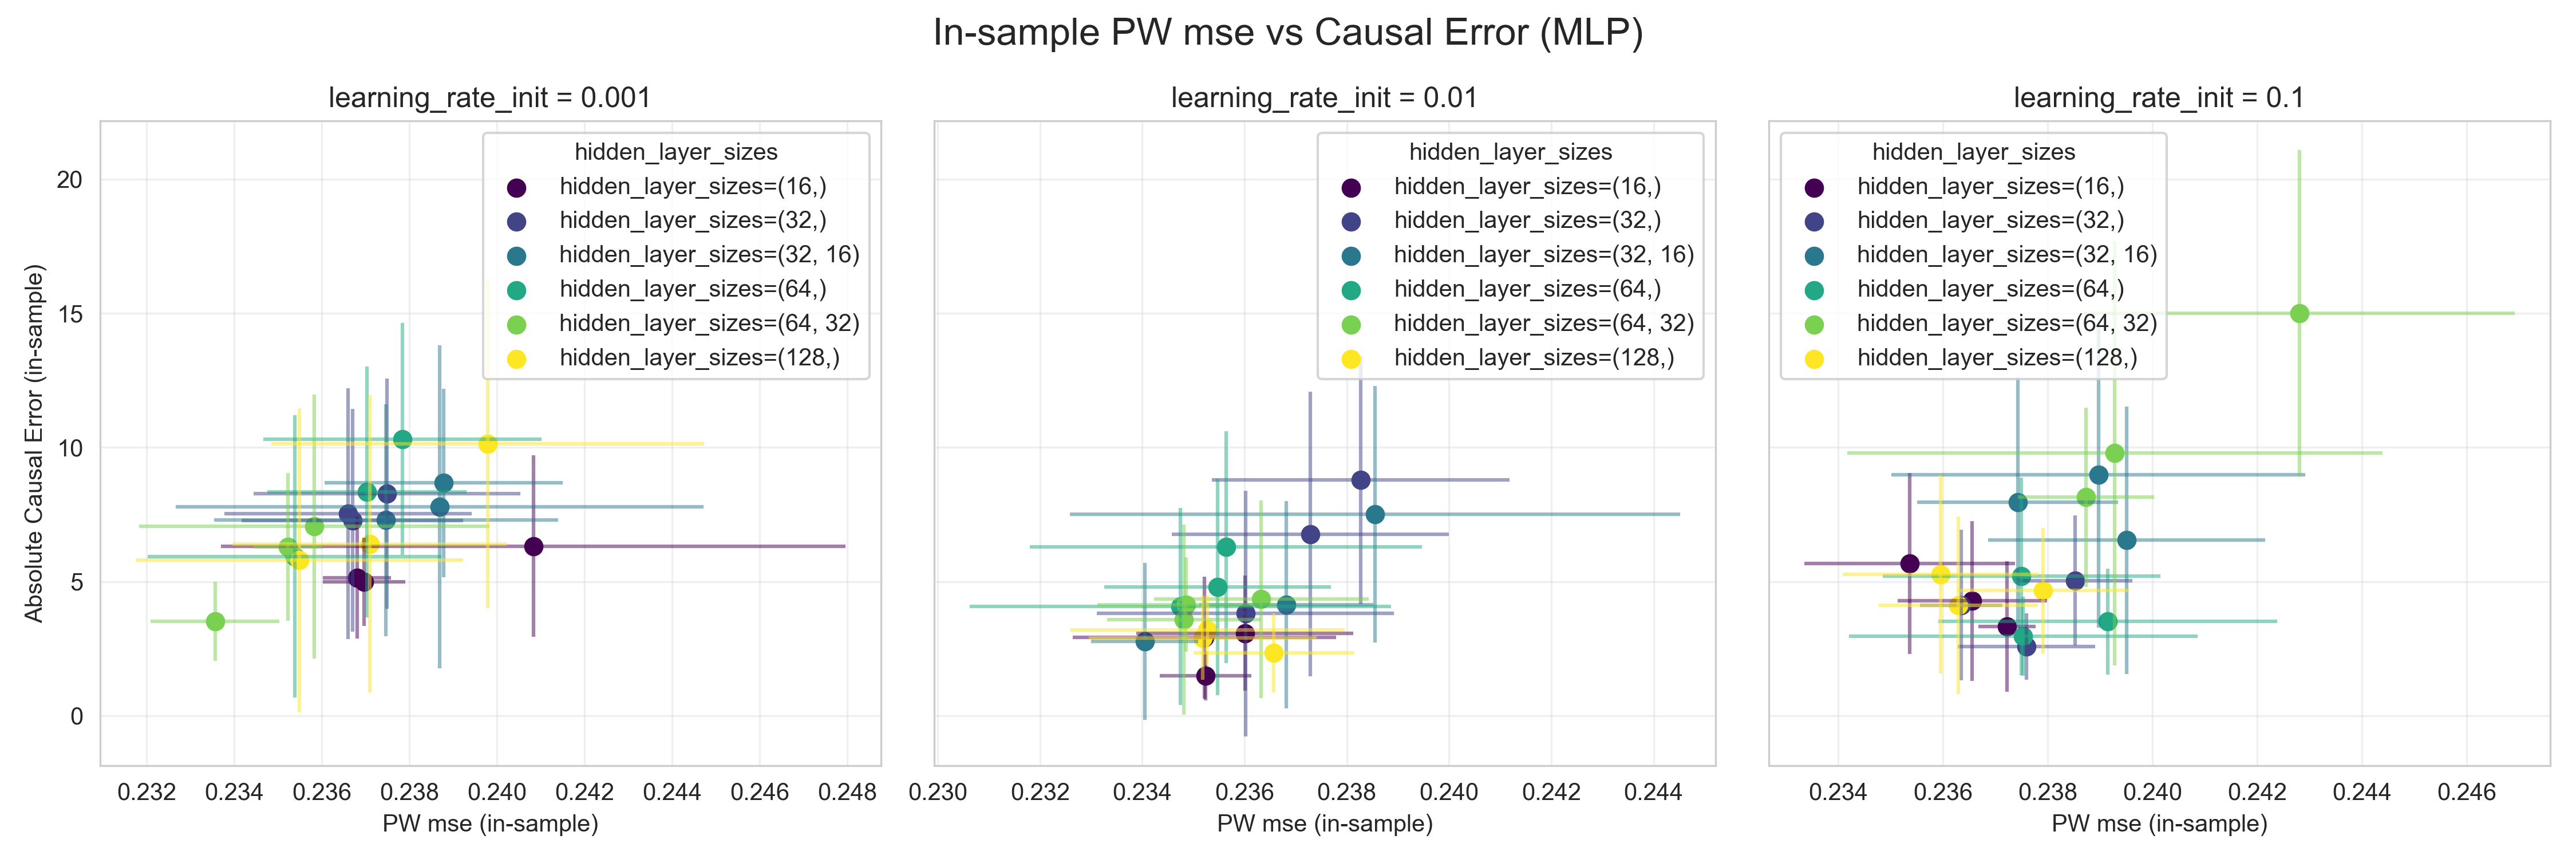 In-sample PW mse vs Causal Error (MLP)
learning_rate_init = 0.001
hidden_layer_sizes
hidden_layer_sizes=(16,)
hidden_layer_sizes=(32,)
hidden_layer_sizes=(32, 16)
hidden_layer_sizes=(64,)
hidden_layer_sizes=(64, 32)
hidden_layer_sizes=(128,)
Absolute Causal Error (in-sample)
20
15
10
5
0
0.232 0.234 0.236 0.238 0.240 0.242 0.244 0.246 0.248
PW mse (in-sample)
learning_rate_init = 0.01
hidden_layer_sizes
hidden_layer_sizes=(16,)
hidden_layer_sizes=(32,)
hidden_layer_sizes=(32, 16)
hidden_layer_sizes=(64,)
hidden_layer_sizes=(64, 32)
hidden_layer_sizes=(128,)
0.230 0.232 0.234 0.236 0.238 0.240 0.242 0.244
PW mse (in-sample)
learning_rate_init = 0.1
hidden_layer_sizes
hidden_layer_sizes=(16,)
hidden_layer_sizes=(32,)
hidden_layer_sizes=(32, 16)
hidden_layer_sizes=(64,)
hidden_layer_sizes=(64, 32)
hidden_layer_sizes=(128,)
0.234 0.236 0.238 0.240 0.242 0.244 0.246
PW mse (in-sample)